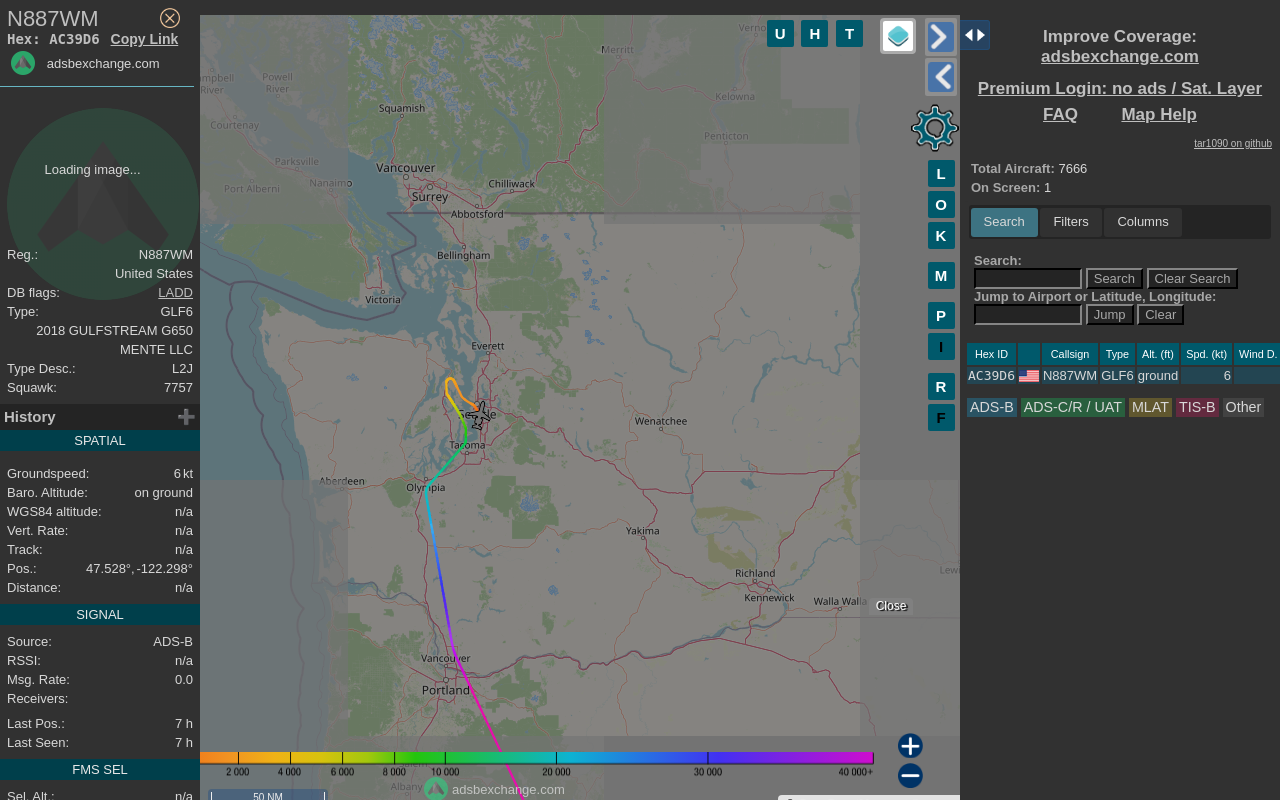 N887WM
Hex: AC39D6 Copy Link
adsbexchange.com
Loading image...
Reg.: N887WM
United States
DB flags: LADD
Type: GLF6
2018 GULFSTREAM G650
MENTE LLC
Type Desc.: L2J
Squawk: 7757
History
SPATIAL
Groundspeed: 6 kt
Baro. Altitude: on ground
WGS84 altitude: n/a
Vert. Rate: n/a
Track: n/a
Pos.: 47.528°, -122.298°
Distance: n/a
SIGNAL
Source: ADS-B
RSSI: n/a
Msg. Rate: 0.0
Receivers:
Last Pos.: 7 h
Last Seen: 7 h
FMS SEL
Sel. Alt.: n/a
Merritt
Powell
River
River
Kelowna
Squamish
Courtenay
Penticton
Parksville
Vancouver
Port Alberni
Nanaimo
Chilliwack
Surrey
Abbotsford
Bellingham
Victoria
Everett
Wenatchee
Tacoma
Aberdeen
Olympia
Yakima
Richland
Kennewick
Walla Walla
Vancouver
Portland
Albany
U H T
L
O
K
M
P
I
R
F
Close
2 000 4 000 6 000 8 000 10 000 20 000 30 000 40 000+
adsbexchange.com
50 NM
Improve Coverage:
adsbexchange.com
Premium Login: no ads / Sat. Layer
FAQ Map Help
tar1090 on github
Total Aircraft: 7666
On Screen: 1
Search Filters Columns
Search:
Search Clear Search
Jump to Airport or Latitude, Longitude:
Jump Clear
Hex ID Callsign Type Alt. (ft) Spd. (kt) Wind D.
AC39D6 N887WM GLF6 ground 6
ADS-B ADS-C/R / UAT MLAT TIS-B Other